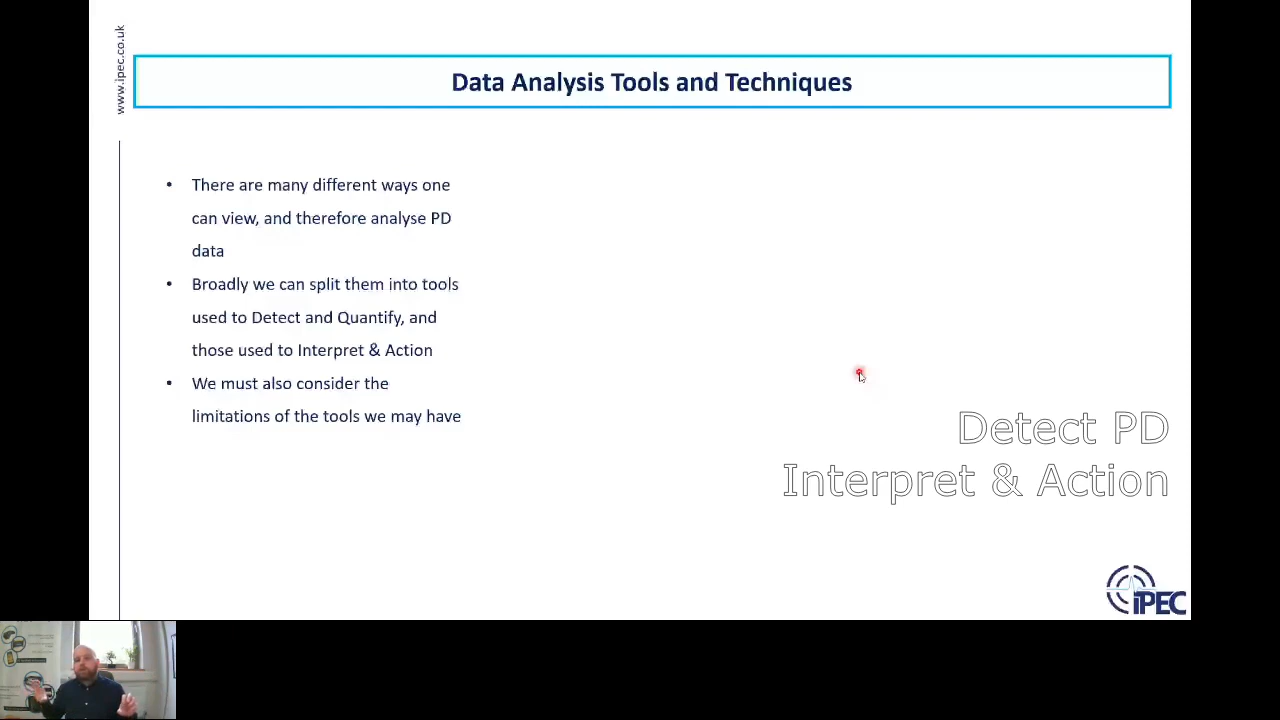 www.ipec.co.uk
Data Analysis Tools and Techniques
• There are many different ways one
can view, and therefore analyse PD
data
• Broadly we can split them into tools
used to Detect and Quantify, and
those used to Interpret & Action
• We must also consider the
limitations of the tools we may have
Detect PD
Interpret & Action
iPEC